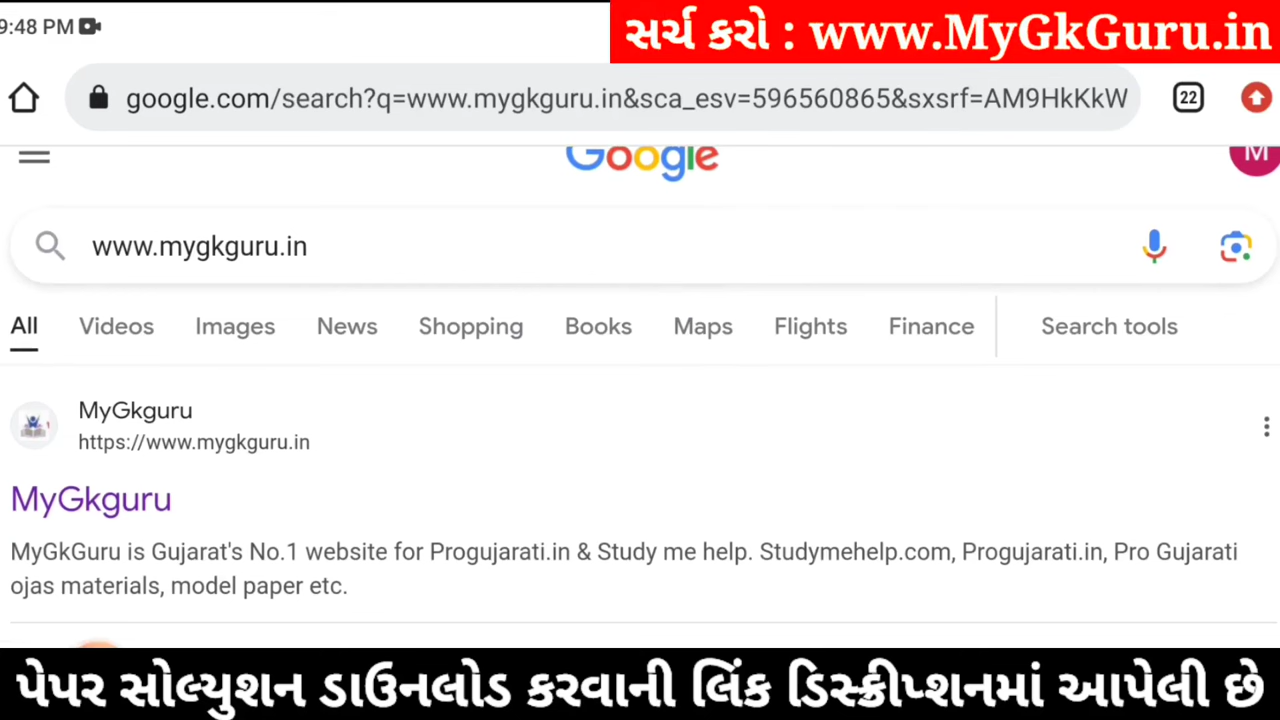 9:48 PM
સર્ચ કરો : www.MyGkGuru.in
google.com/search?q=www.mygkguru.in&sca_esv=596560865&sxsrf=AM9HkKkW
22
Google
M
www.mygkguru.in
All Videos Images News Shopping Books Maps Flights Finance Search tools
MyGkguru
https://www.mygkguru.in
MyGkguru
MyGkGuru is Gujarat's No.1 website for Progujarati.in & Study me help. Studymehelp.com, Progujarati.in, Pro Gujarati
ojas materials, model paper etc.
પેપર સોલ્યુશન ડાઉનલોડ કરવાની લિંક ડિસ્ક્રીપ્શનમાં આપેલી છે